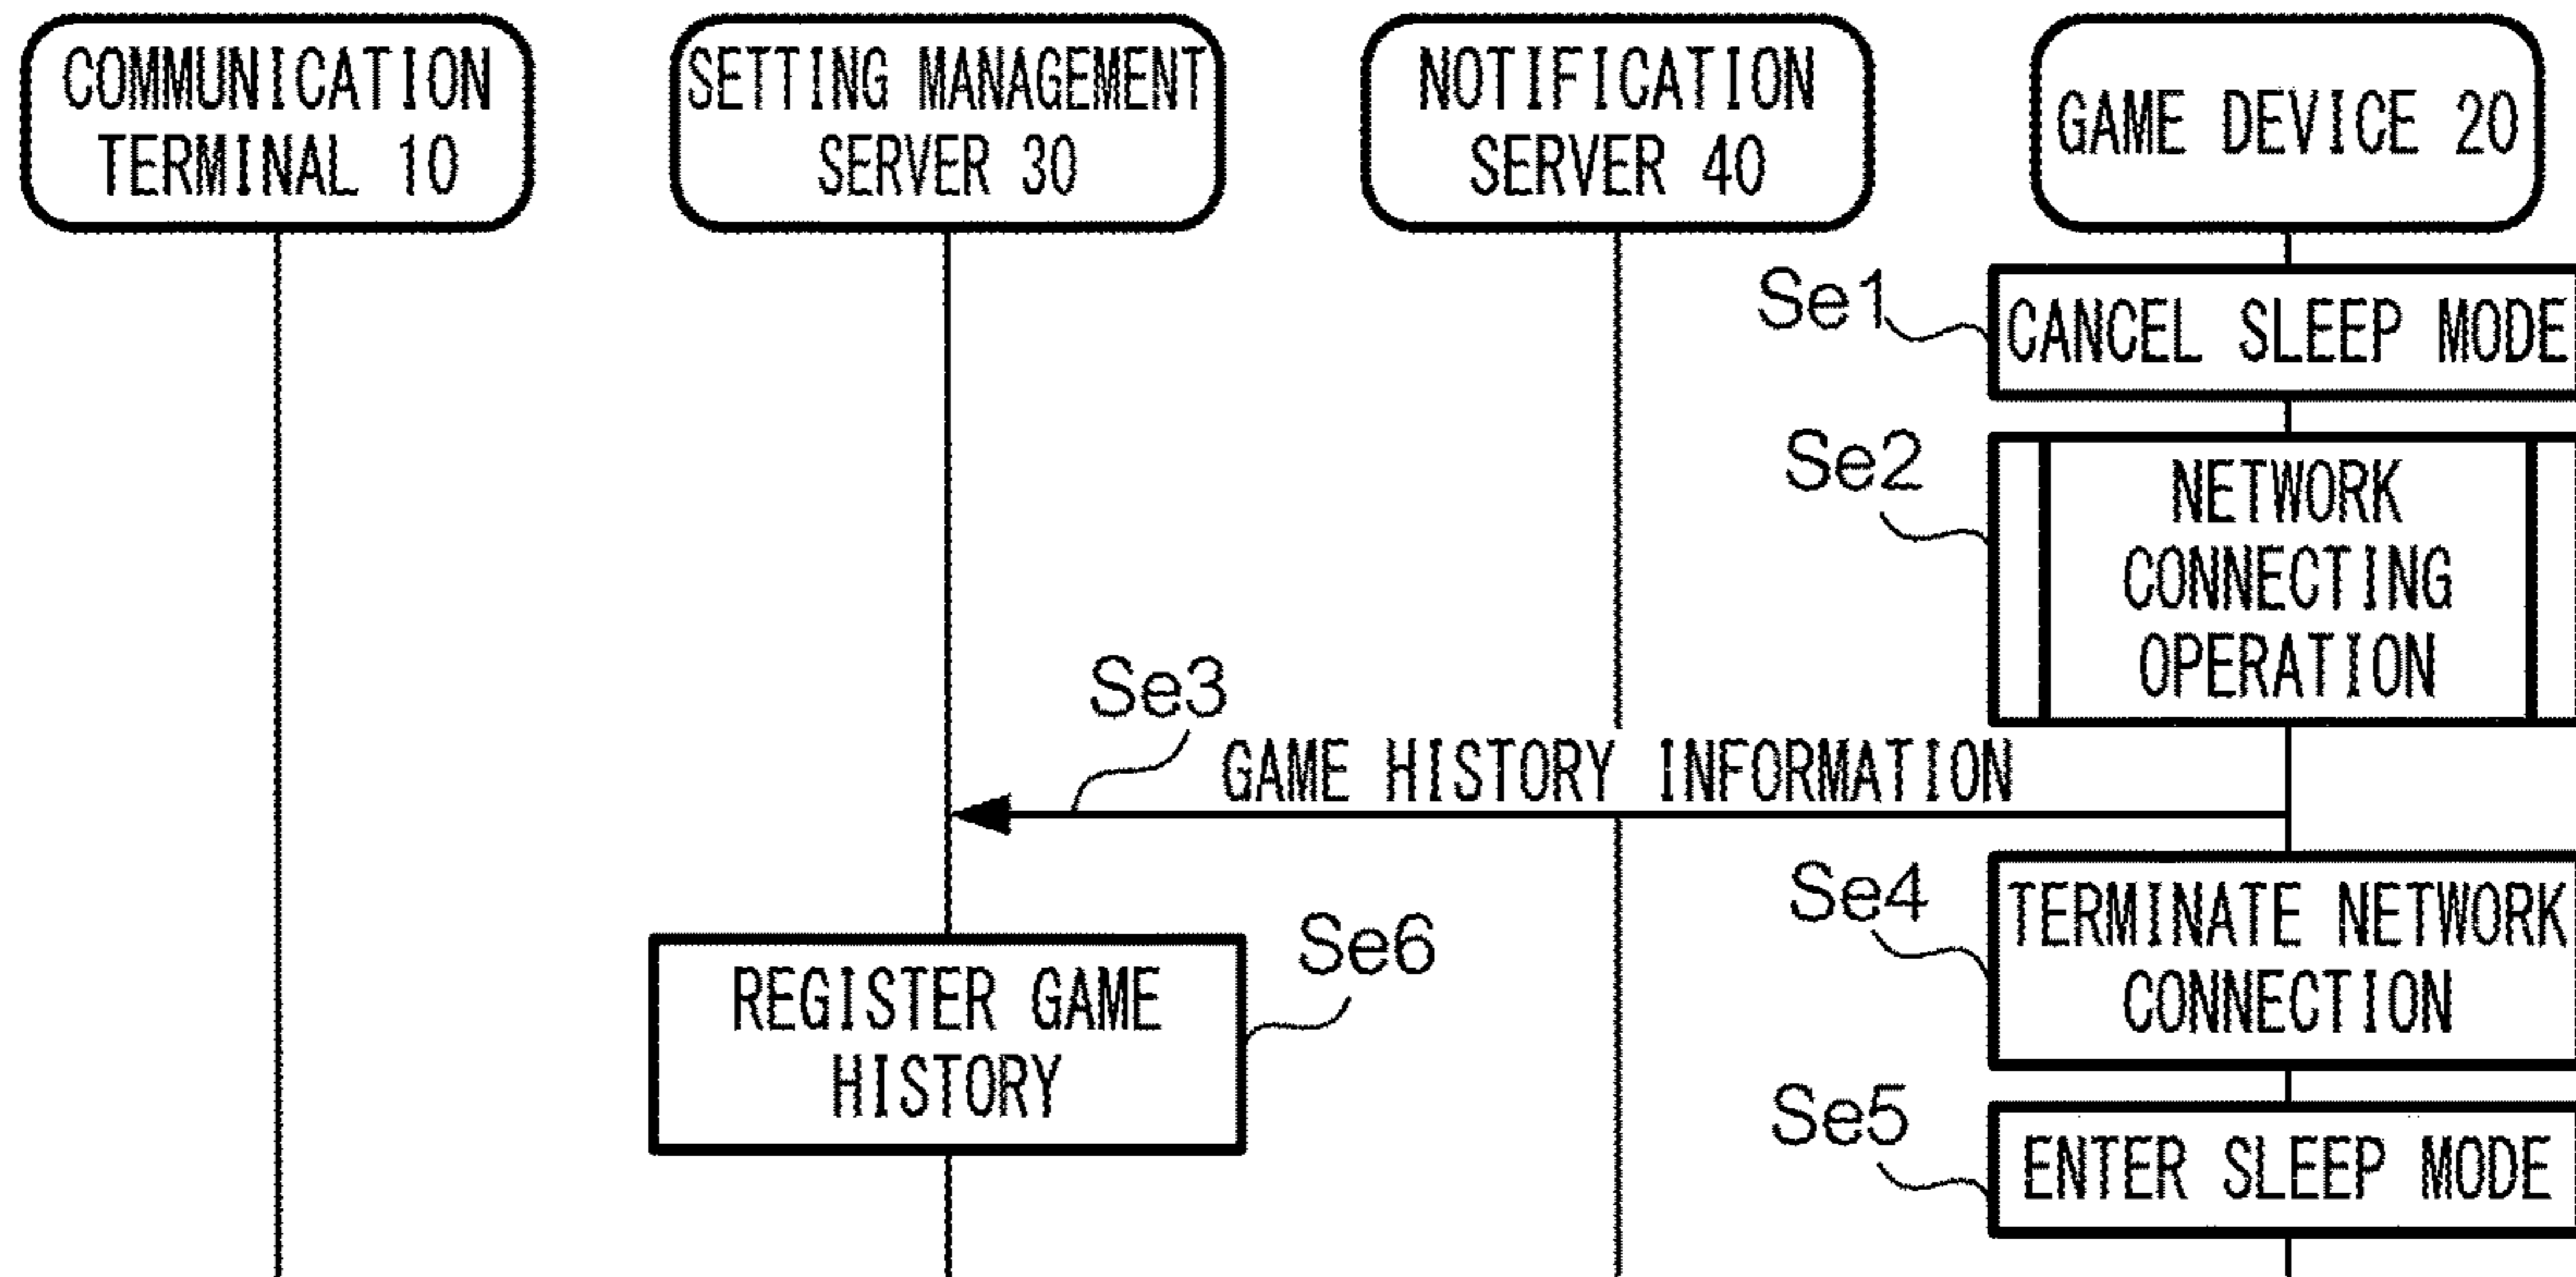 COMMUNICATION
TERMINAL 10
SETTING MANAGEMENT
SERVER 30
NOTIFICATION
SERVER 40
GAME DEVICE 20
Se1
CANCEL SLEEP MODE
Se2
NETWORK
CONNECTING
OPERATION
Se3
GAME HISTORY INFORMATION
Se4
TERMINATE NETWORK
CONNECTION
Se6
REGISTER GAME
HISTORY
Se5
ENTER SLEEP MODE